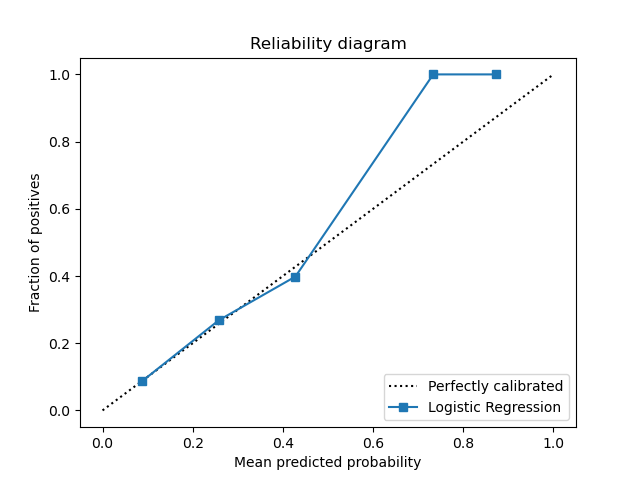 Reliability diagram
1.0
0.8
0.6
0.4
0.2
0.0
Fraction of positives
Perfectly calibrated
Logistic Regression
0.0 0.2 0.4 0.6 0.8 1.0
Mean predicted probability